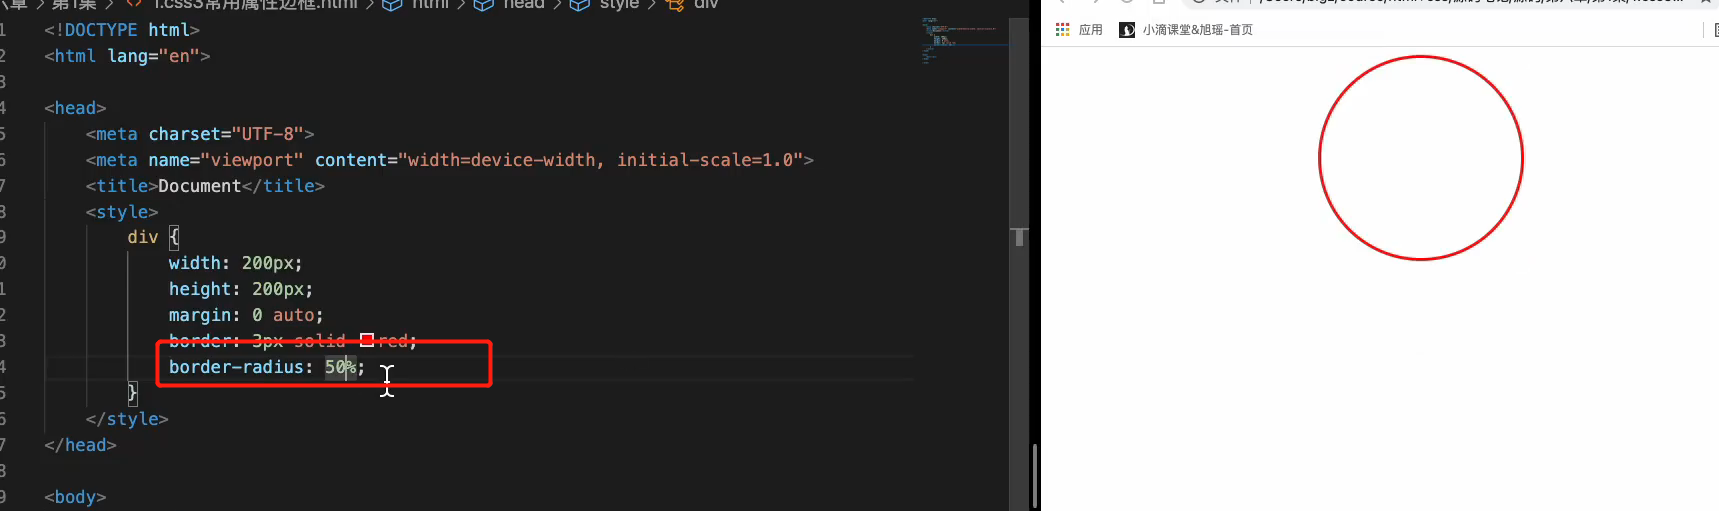 第1集 > <> 1.css3常用属性边框.html > html > head > style > div
1 <!DOCTYPE html>
2 <html lang="en">
3
4 <head>
5 <meta charset="UTF-8">
6 <meta name="viewport" content="width=device-width, initial-scale=1.0">
7 <title>Document</title>
8 <style>
9 div {
0 width: 200px;
1 height: 200px;
2 margin: 0 auto;
3 border: 3px solid red;
4 border-radius: 50%;
5 }
6 </style>
7 </head>
8
9 <body>
应用 小滴课堂&旭瑶-首页